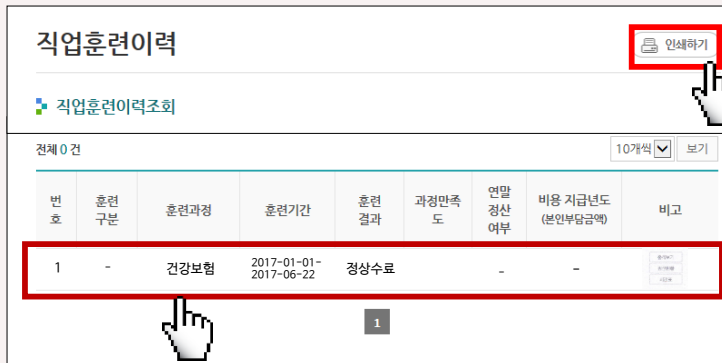 직업훈련이력
인쇄하기
직업훈련이력조회
전체 0 건
10개씩 보기
번호 훈련구분 훈련과정 훈련기간 훈련결과 과정만족도 연말정산여부 비용 지급년도 (본인부담금액) 비고
1 - 건강보험 2017-01-01-2017-06-22 정상수료 - -
1